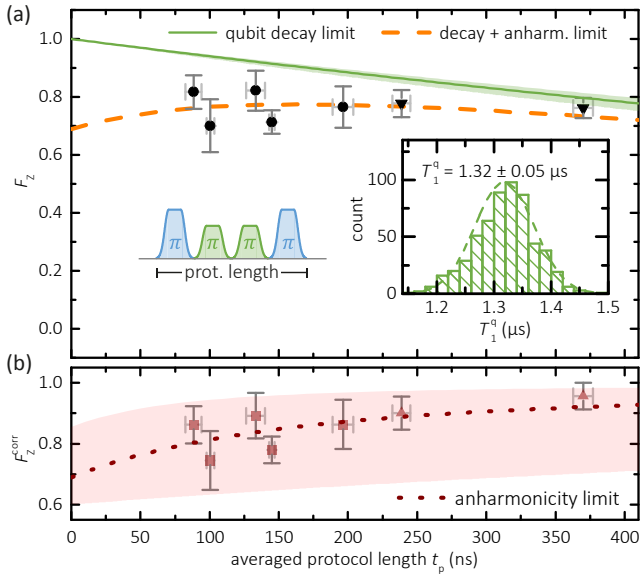 (a)
qubit decay limit
decay + anharm. limit
1.0
0.8
0.6
0.4
0.2
0.0
F_z
π π π π
prot. length
T₁^q = 1.32 ± 0.05 µs
count
100
50
0
1.2 1.3 1.4 1.5
T₁^q (µs)
(b)
1.0
0.8
0.6
F_z^corr
anharmonicity limit
0 50 100 150 200 250 300 350 400
averaged protocol length t_p (ns)